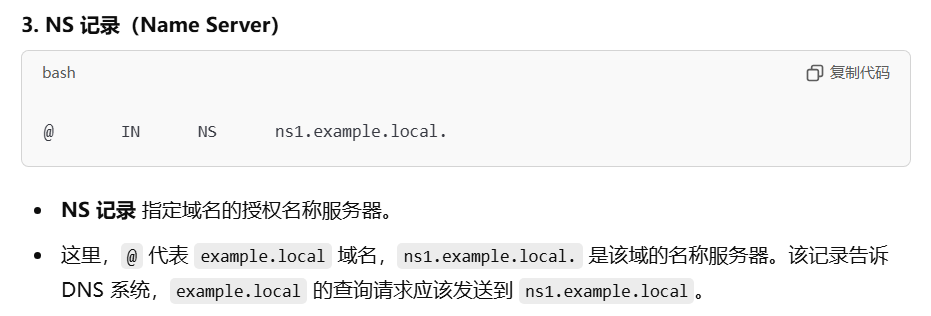 3. NS 记录（Name Server）
bash 复制代码
@ IN NS ns1.example.local.
• NS 记录 指定域名的授权名称服务器。
• 这里，@ 代表 example.local 域名，ns1.example.local. 是该域的名称服务器。该记录告诉
DNS 系统，example.local 的查询请求应该发送到 ns1.example.local。